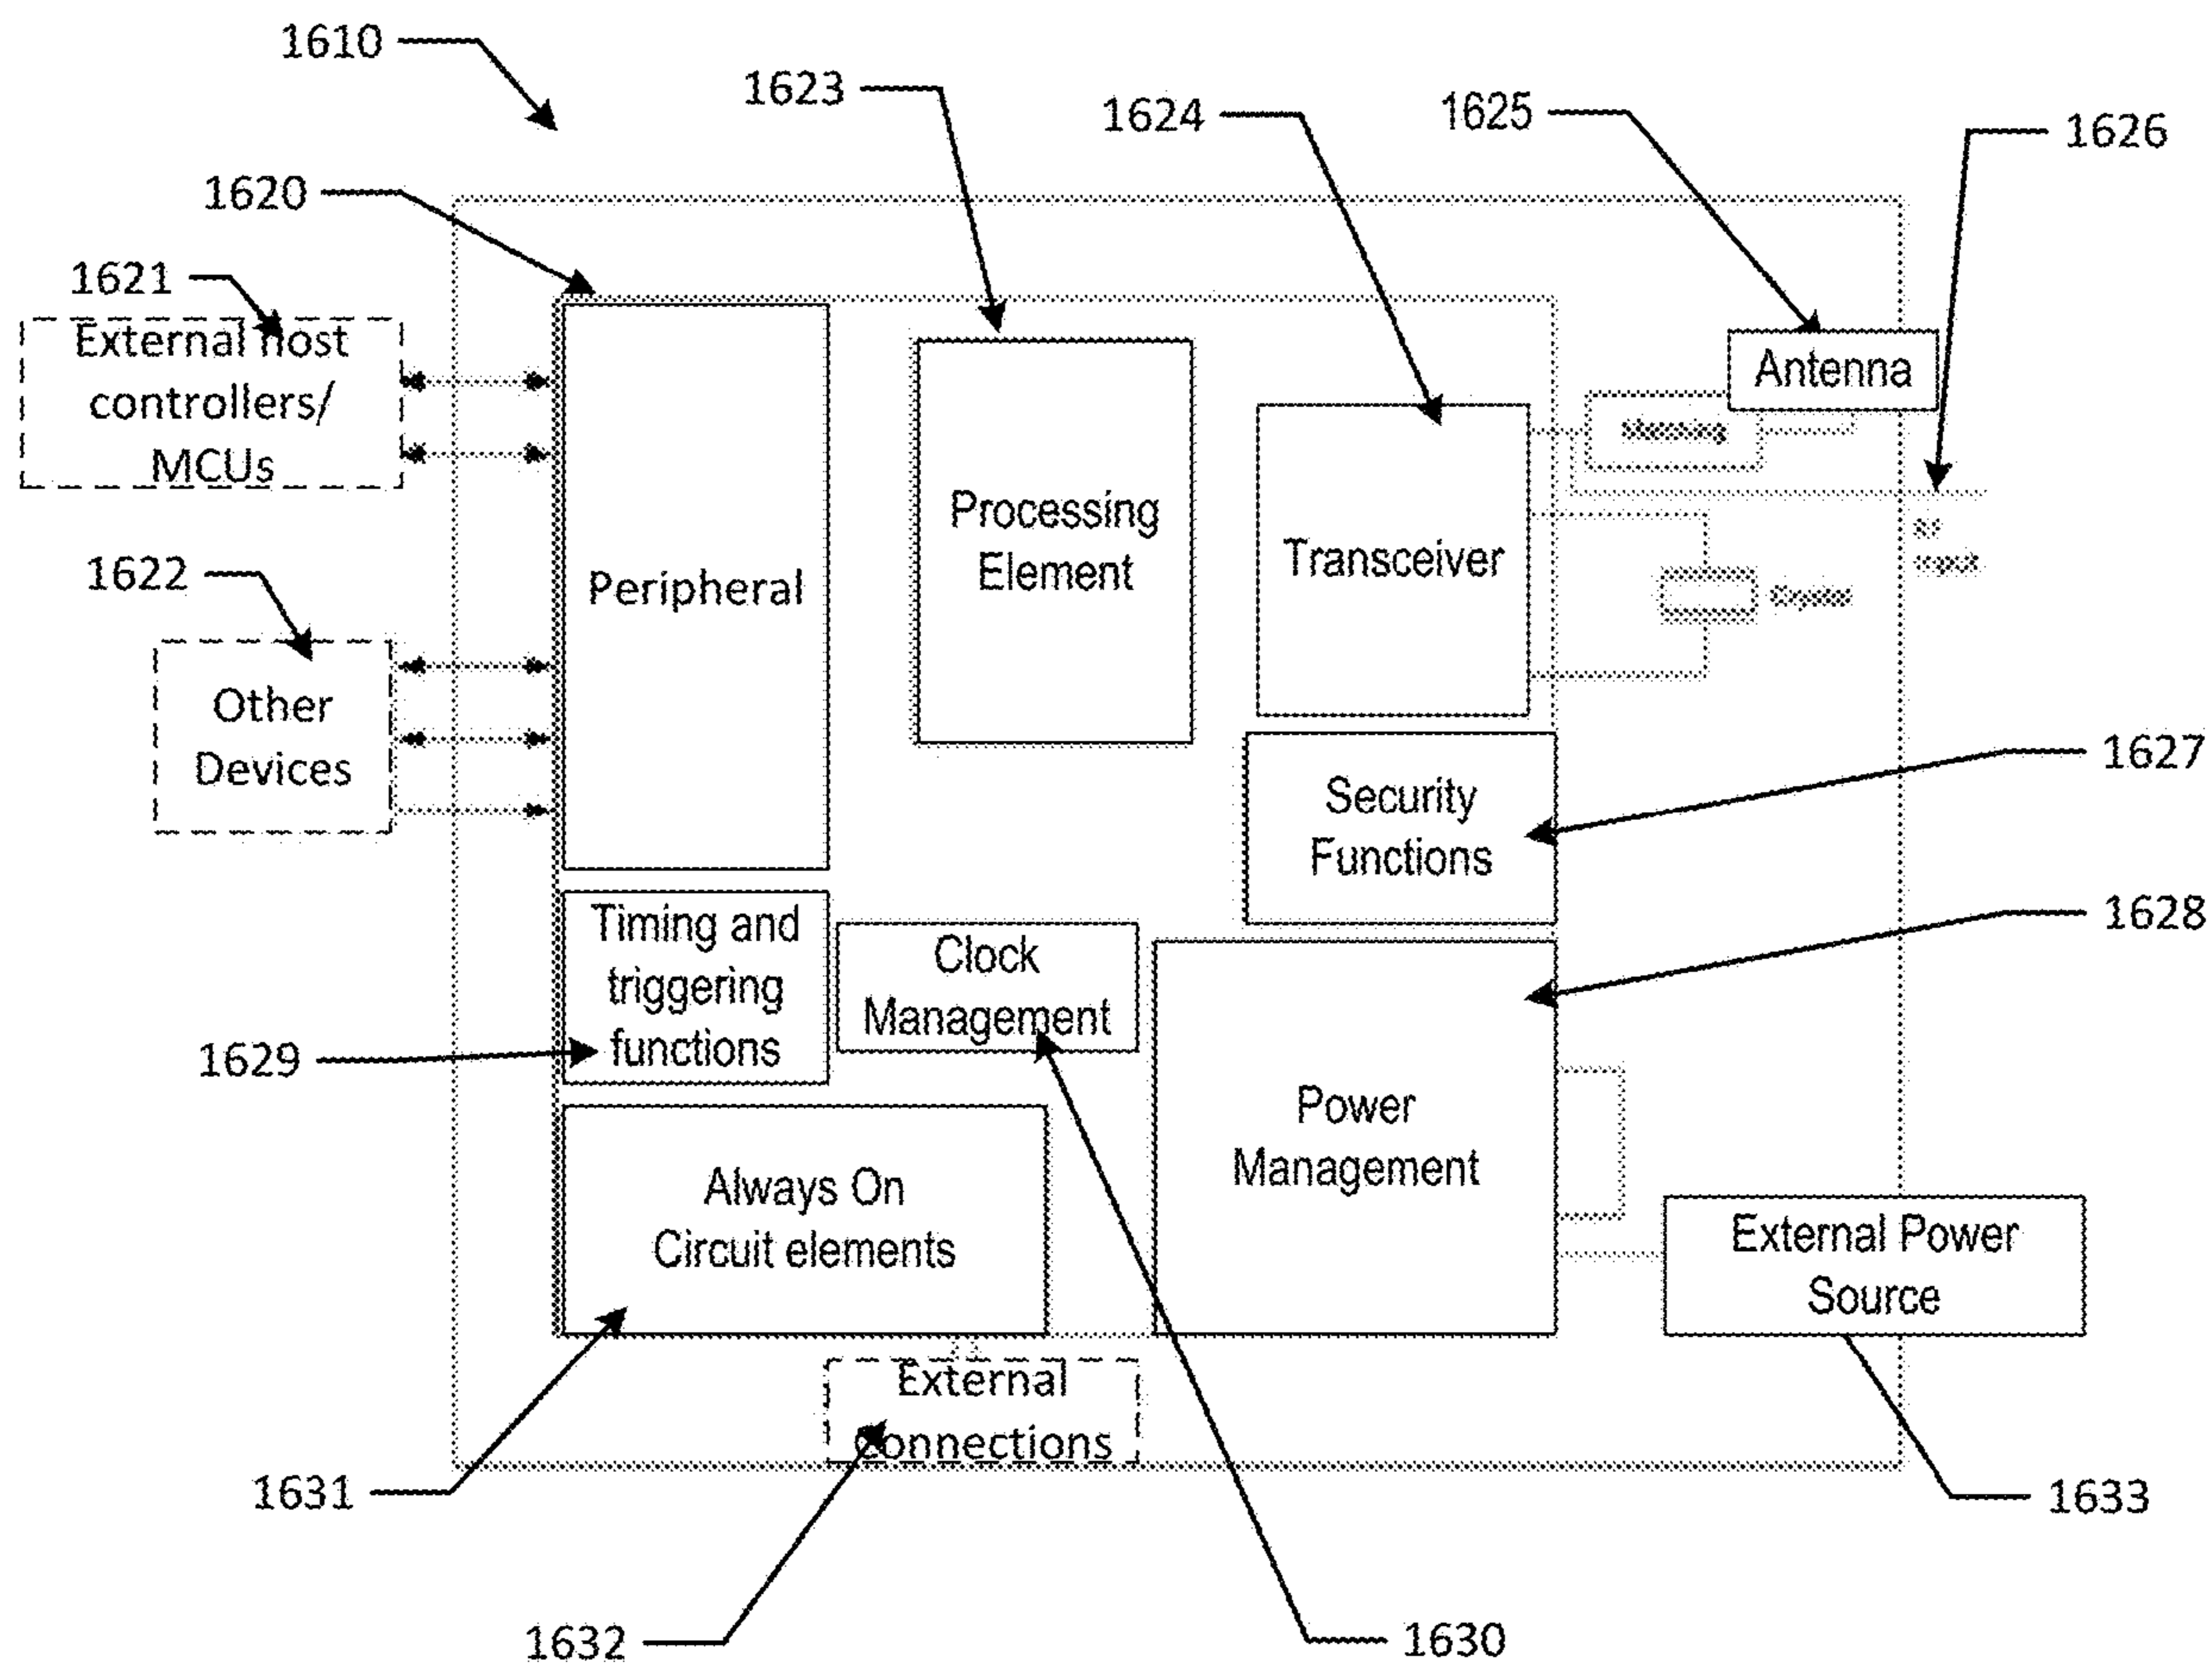 1610
1623
1624
1625
1626
1620
1621
External host
controllers/
MCUs
Antenna
Processing
Element
Transceiver
Peripheral
Input
1622
Other
Devices
1627
Security
Functions
1628
Timing and
triggering
functions
Clock
Management
1629
Power
Management
Always On
Circuit elements
External Power
Source
External
connections
1631
1633
1632
1630